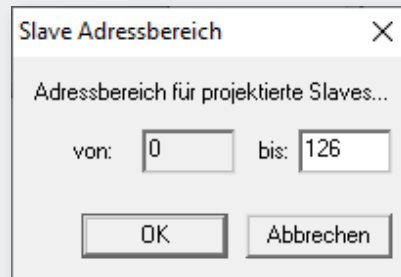 Slave Adressbereich
Adressbereich für projektierte Slaves...
von: 0 bis: 126
OK Abbrechen